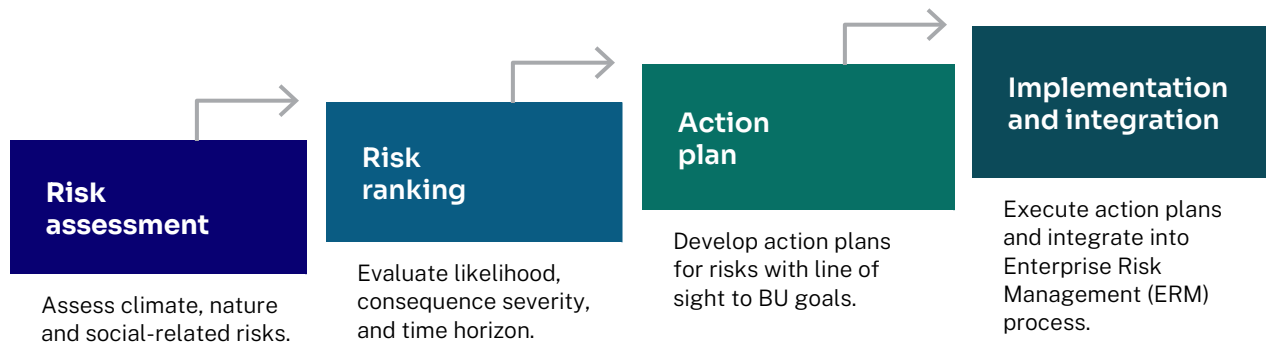 Risk
assessment
Assess climate, nature
and social-related risks.
Risk
ranking
Evaluate likelihood,
consequence severity,
and time horizon.
Action
plan
Develop action plans
for risks with line of
sight to BU goals.
Implementation
and integration
Execute action plans
and integrate into
Enterprise Risk
Management (ERM)
process.